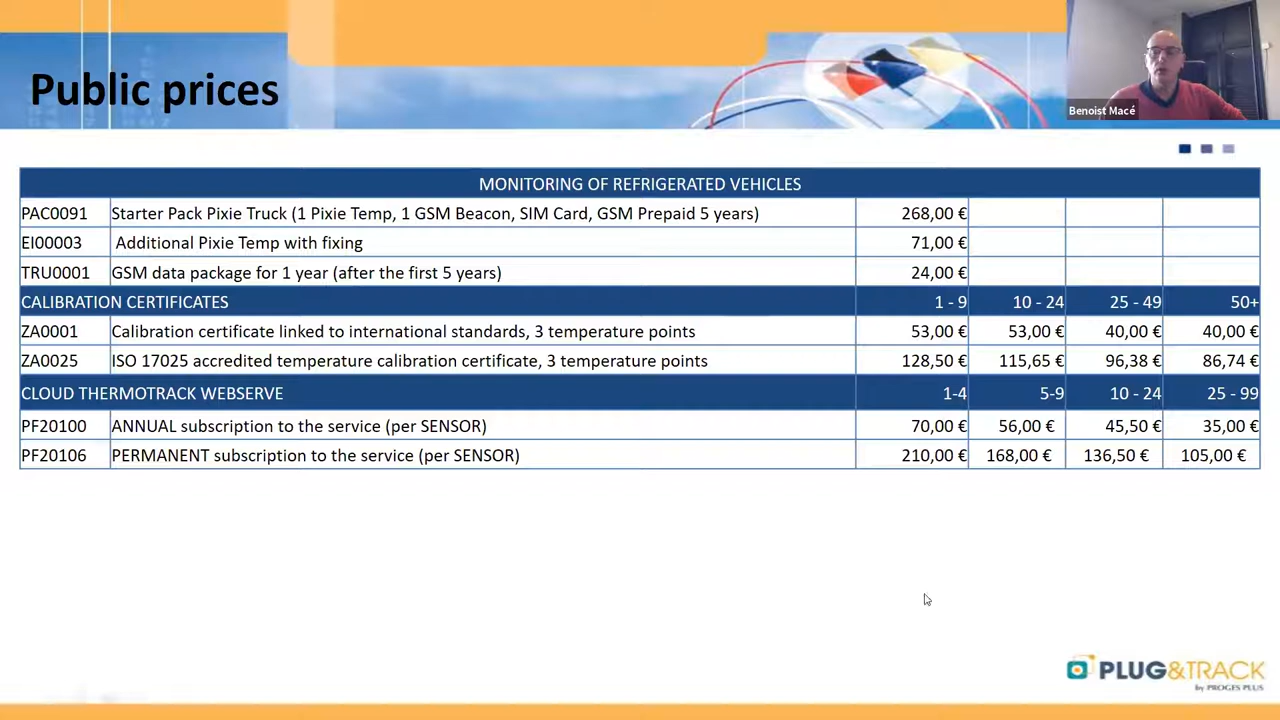 Public prices
Benoist Macé
MONITORING OF REFRIGERATED VEHICLES
PAC0091 Starter Pack Pixie Truck (1 Pixie Temp, 1 GSM Beacon, SIM Card, GSM Prepaid 5 years) 268,00 €
EI00003 Additional Pixie Temp with fixing 71,00 €
TRU0001 GSM data package for 1 year (after the first 5 years) 24,00 €
CALIBRATION CERTIFICATES 1 - 9 10 - 24 25 - 49 50+
ZA0001 Calibration certificate linked to international standards, 3 temperature points 53,00 € 53,00 € 40,00 € 40,00 €
ZA0025 ISO 17025 accredited temperature calibration certificate, 3 temperature points 128,50 € 115,65 € 96,38 € 86,74 €
CLOUD THERMOTRACK WEBSERVE 1-4 5-9 10 - 24 25 - 99
PF20100 ANNUAL subscription to the service (per SENSOR) 70,00 € 56,00 € 45,50 € 35,00 €
PF20106 PERMANENT subscription to the service (per SENSOR) 210,00 € 168,00 € 136,50 € 105,00 €
PLUG&TRACK
by PROGES PLUS